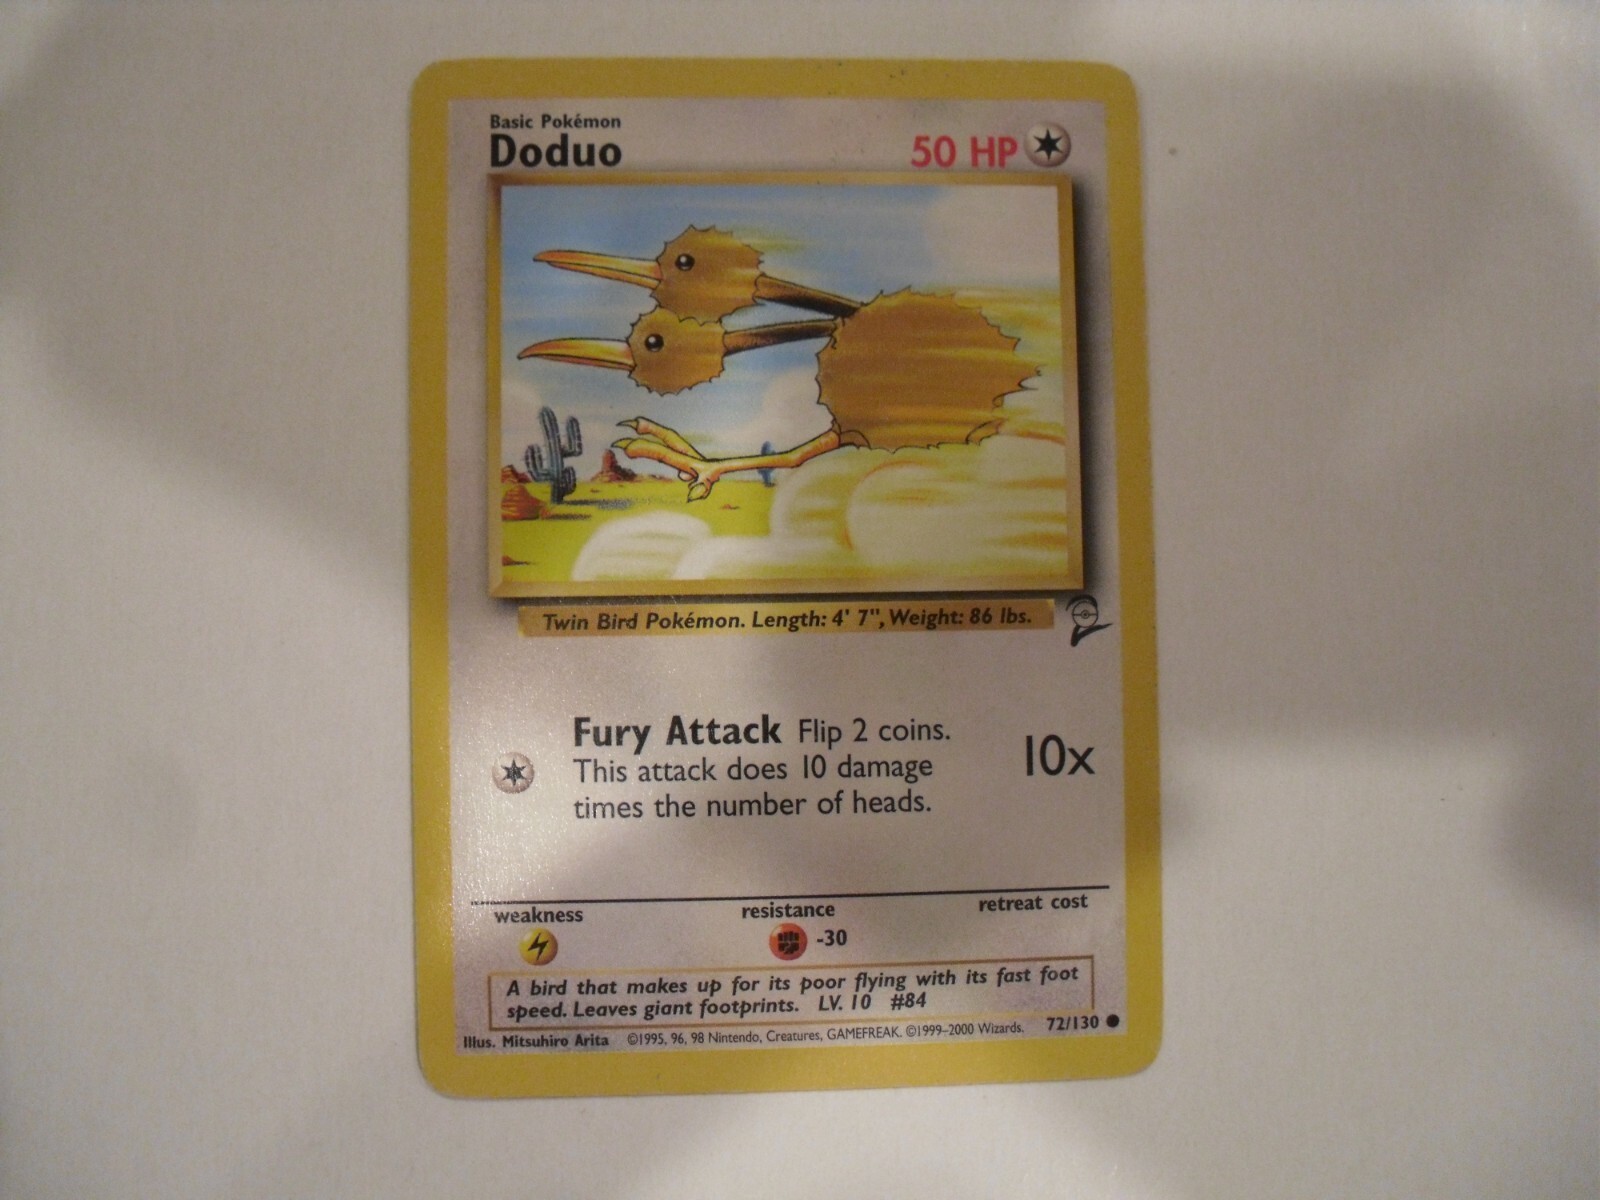 Basic Pokémon
Doduo
50 HP
Twin Bird Pokémon. Length: 4' 7", Weight: 86 lbs.
Fury Attack Flip 2 coins.
This attack does 10 damage
times the number of heads.
10x
weakness
resistance
retreat cost
-30
A bird that makes up for its poor flying with its fast foot
speed. Leaves giant footprints. LV. 10 #84
Illus. Mitsuhiro Arita ©1995, 96, 98 Nintendo, Creatures, GAMEFREAK. ©1999–2000 Wizards. 72/130